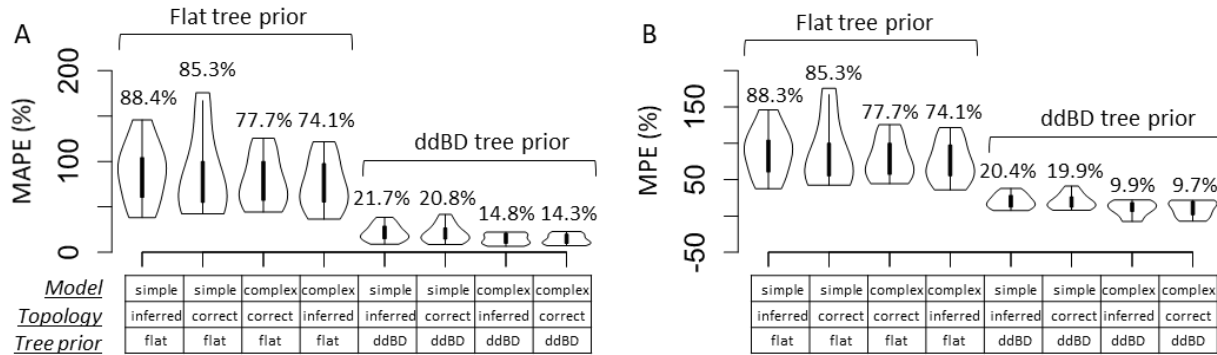 A
Flat tree prior
MAPE (%)
200
100
0
88.4%
85.3%
77.7%
74.1%
ddBD tree prior
21.7%
20.8%
14.8%
14.3%
Model simple simple complex complex simple simple complex complex
Topology inferred correct correct inferred inferred correct inferred correct
Tree prior flat flat flat flat ddBD ddBD ddBD ddBD
B
Flat tree prior
MPE (%)
150
50
-50
88.3%
85.3%
77.7%
74.1%
ddBD tree prior
20.4%
19.9%
9.9%
9.7%
simple simple complex complex simple simple complex complex
inferred correct correct inferred inferred correct inferred correct
flat flat flat flat ddBD ddBD ddBD ddBD